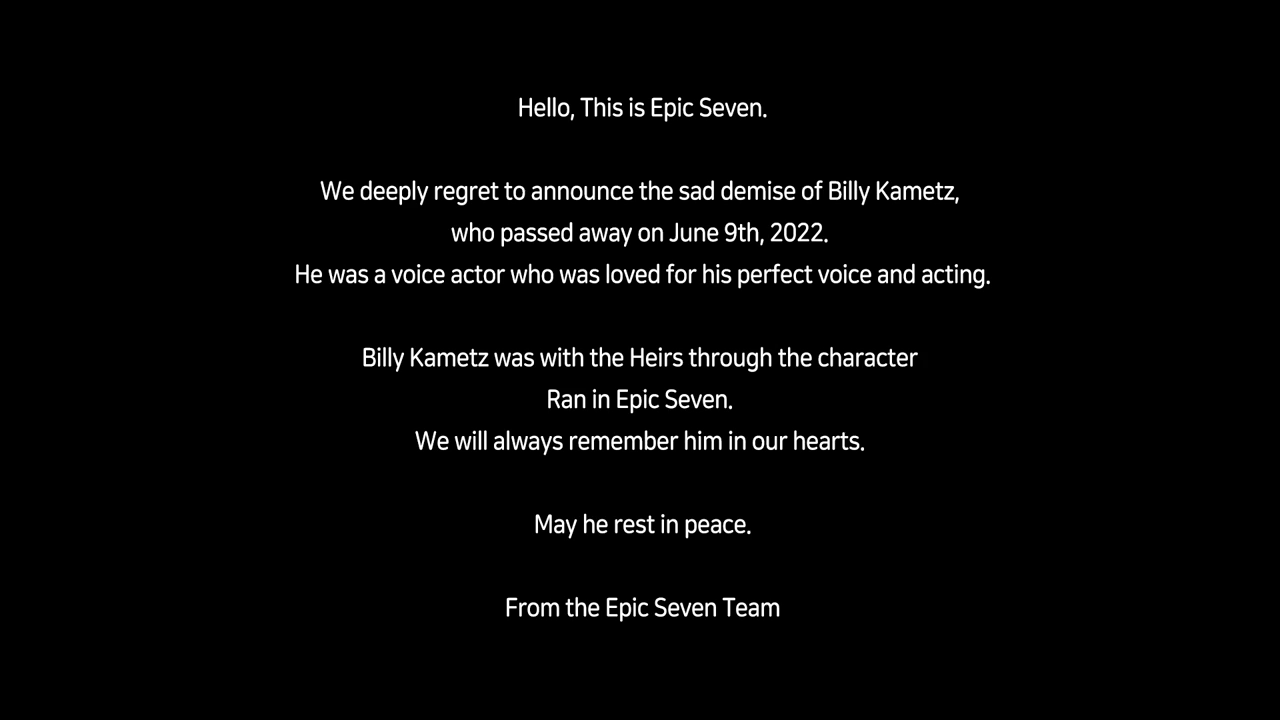 Hello, This is Epic Seven.
We deeply regret to announce the sad demise of Billy Kametz,
who passed away on June 9th, 2022.
He was a voice actor who was loved for his perfect voice and acting.
Billy Kametz was with the Heirs through the character
Ran in Epic Seven.
We will always remember him in our hearts.
May he rest in peace.
From the Epic Seven Team